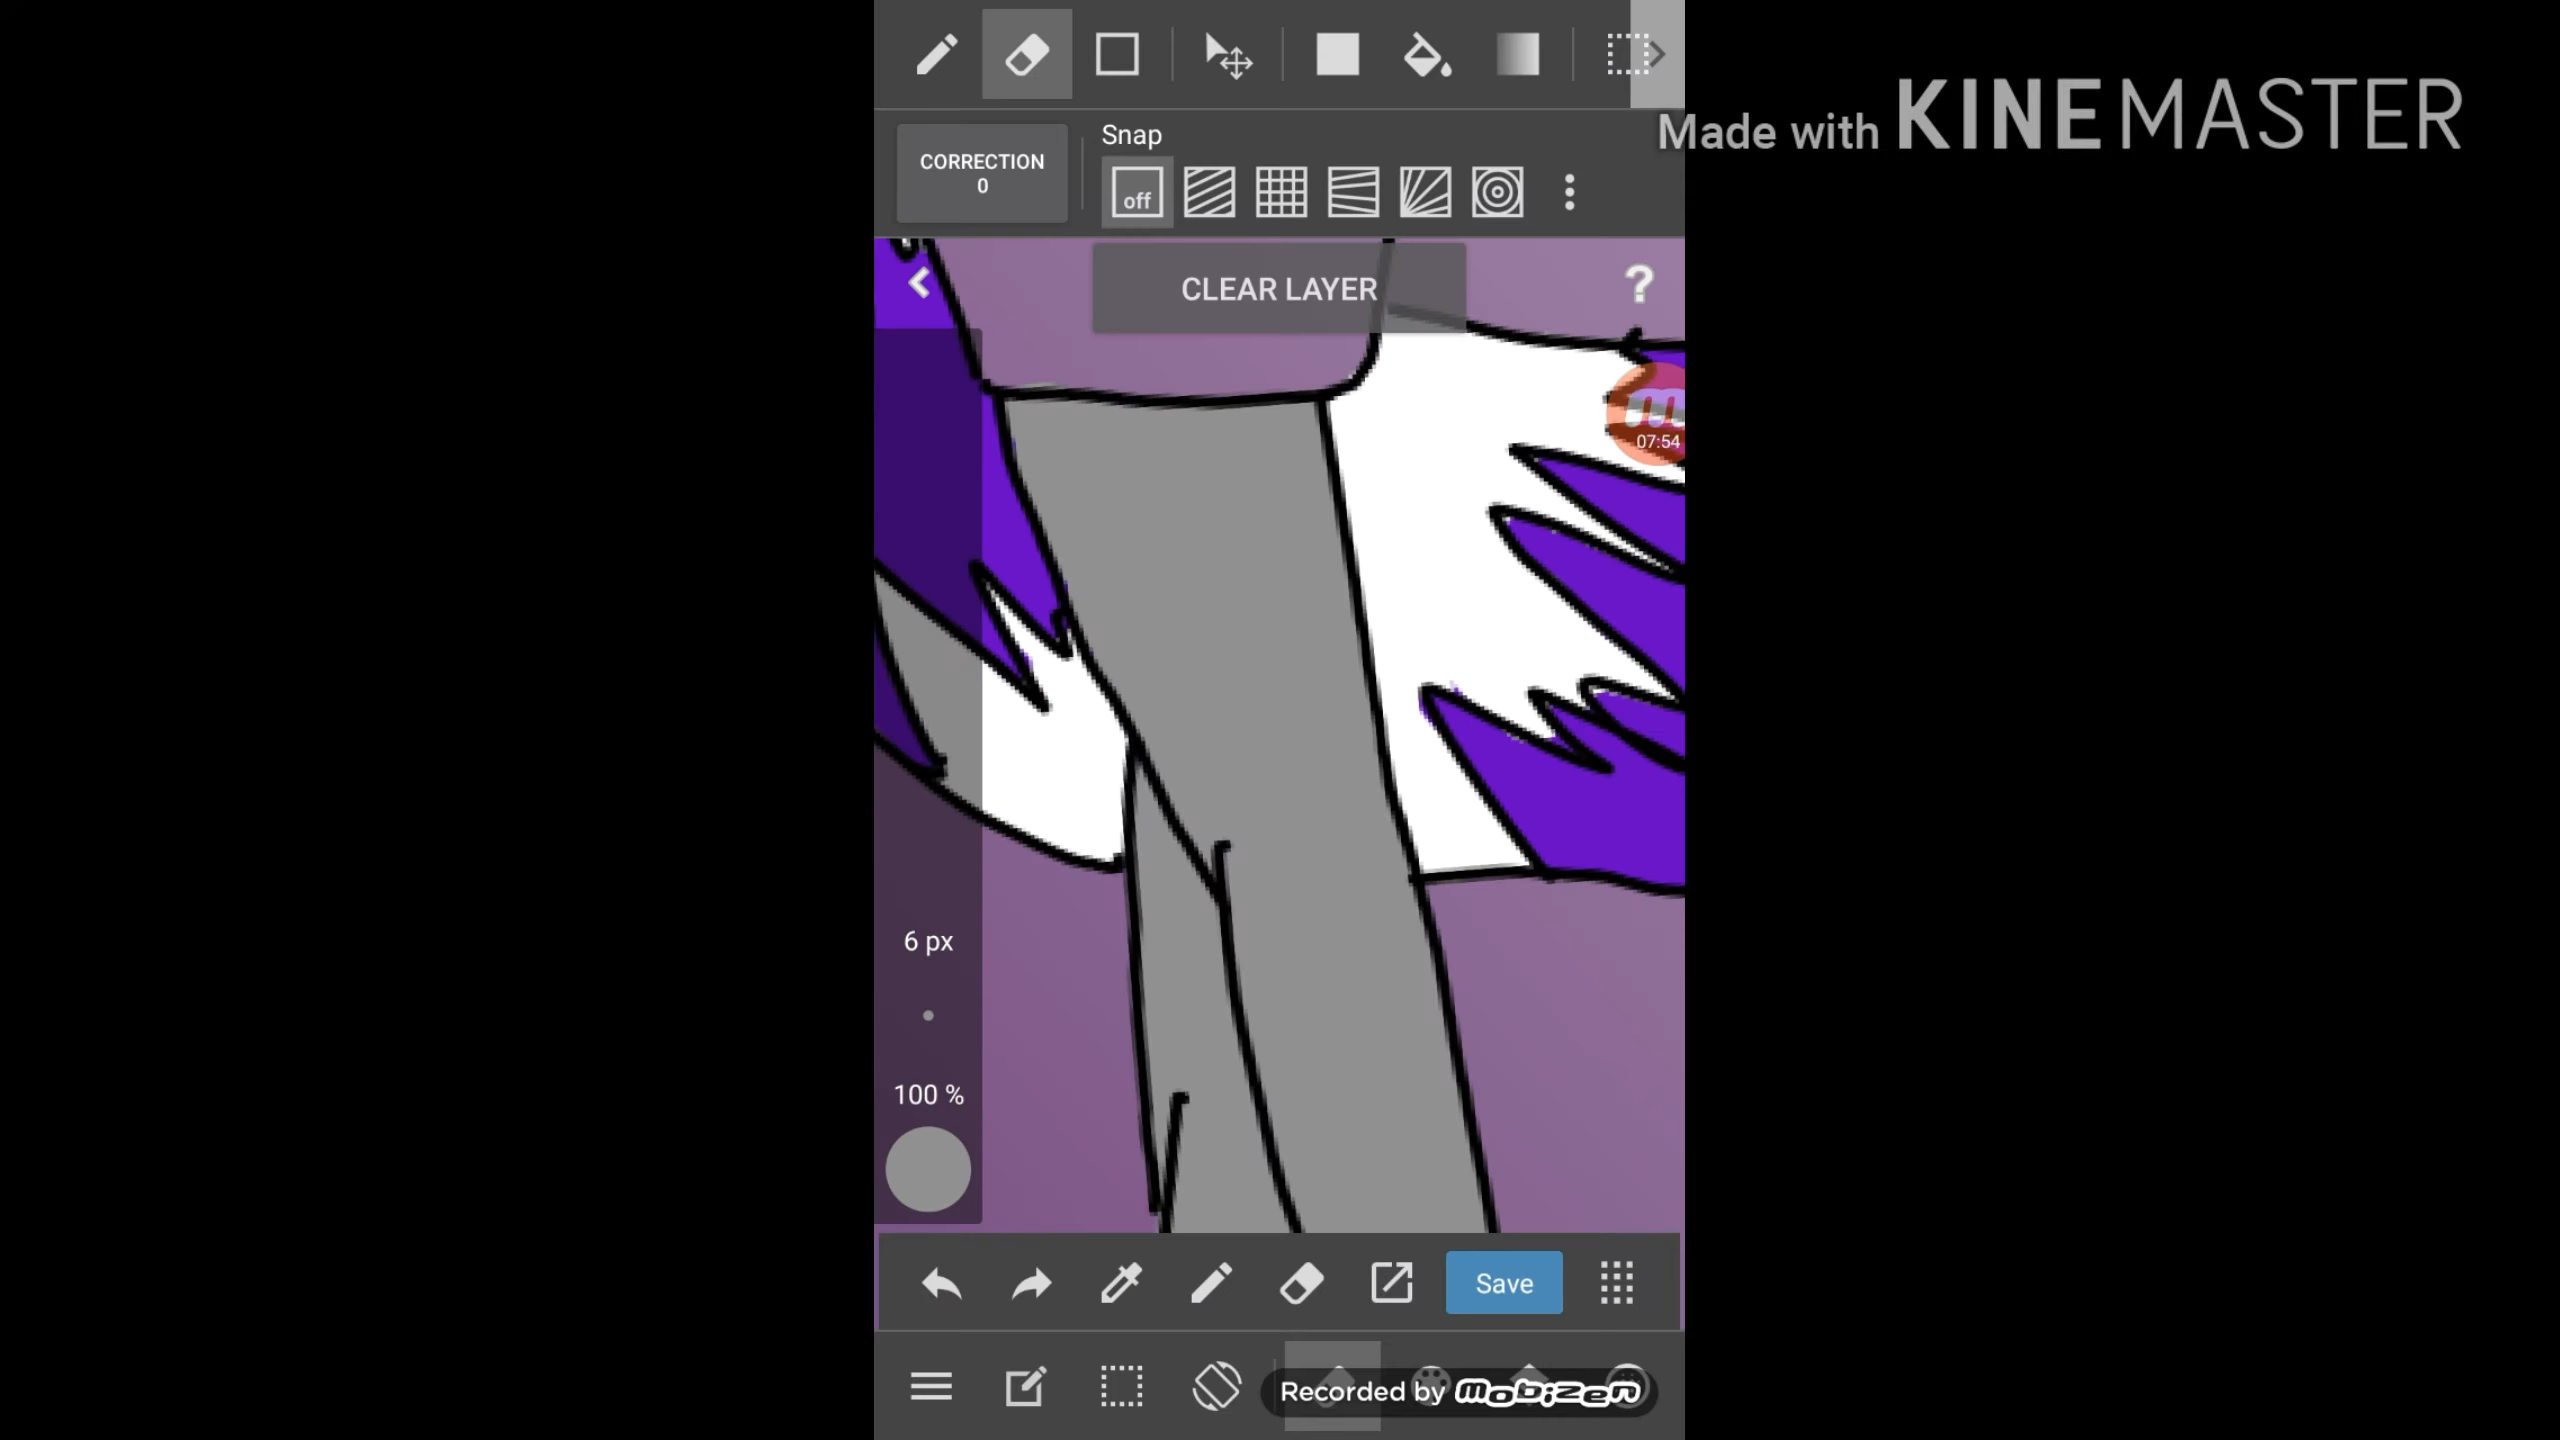 Made with KINEMASTER
Snap
CORRECTION
0
off
CLEAR LAYER
?
07:54
6 px
100 %
Save
Recorded by mobizen